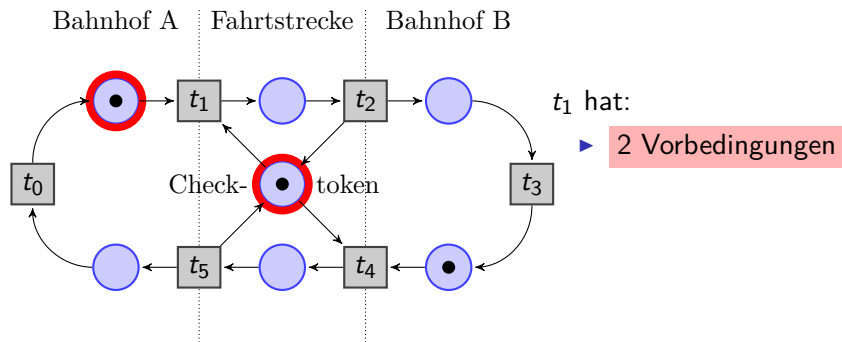 Bahnhof A Fahrtstrecke Bahnhof B
t1 t2
t1 hat:
▶ 2 Vorbedingungen
t0 Check- token t3
t5 t4